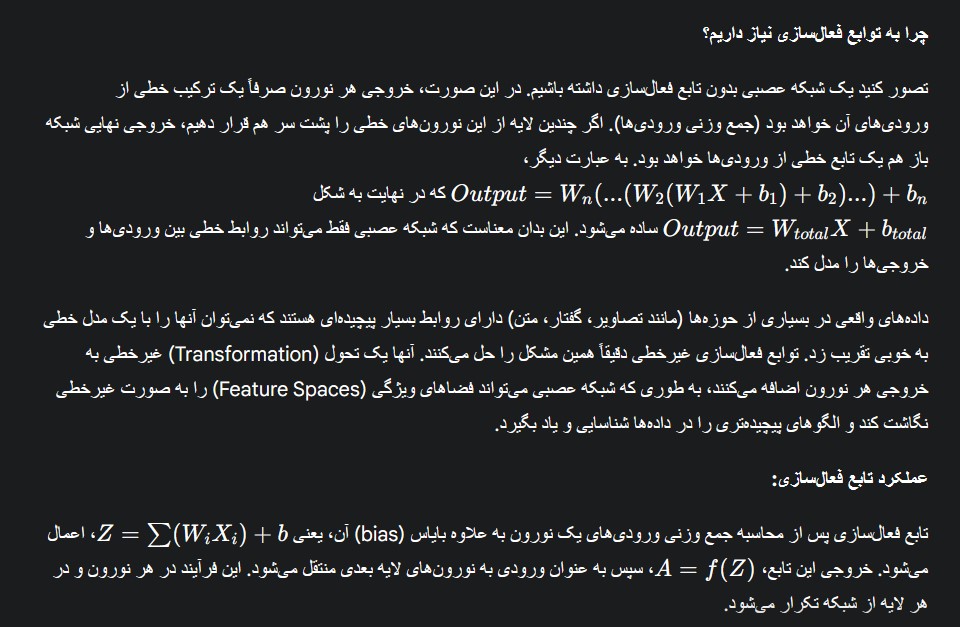 چرا به توابع فعال‌سازی نیاز داریم؟
تصور کنید یک شبکه عصبی بدون تابع فعال‌سازی داشته باشیم. در این صورت، خروجی هر نورون صرفاً یک ترکیب خطی از
ورودی‌های آن خواهد بود (جمع وزنی ورودی‌ها). اگر چندین لایه از این نورون‌های خطی را پشت سر هم قرار دهیم، خروجی نهایی شبکه
باز هم یک تابع خطی از ورودی‌ها خواهد بود. به عبارت دیگر،
Output = W_n(...(W_2(W_1X + b_1) + b_2)...) + b_n که در نهایت به شکل
Output = W_{total}X + b_{total} ساده می‌شود. این بدان معناست که شبکه عصبی فقط می‌تواند روابط خطی بین ورودی‌ها و
خروجی‌ها را مدل کند.
داده‌های واقعی در بسیاری از حوزه‌ها (مانند تصاویر، گفتار، متن) دارای روابط بسیار پیچیده‌ای هستند که نمی‌توان آنها را با یک مدل خطی
به خوبی تقریب زد. توابع فعال‌سازی غیرخطی دقیقاً همین مشکل را حل می‌کنند. آنها یک تحول (Transformation) غیرخطی به
خروجی هر نورون اضافه می‌کنند، به طوری که شبکه عصبی می‌تواند فضاهای ویژگی (Feature Spaces) را به صورت غیرخطی
نگاشت کند و الگوهای پیچیده‌تری را در داده‌ها شناسایی و یاد بگیرد.
عملکرد تابع فعال‌سازی:
تابع فعال‌سازی پس از محاسبه جمع وزنی ورودی‌های یک نورون به علاوه بایاس (bias) آن، یعنی Z = ∑(W_iX_i) + b، اعمال
می‌شود. خروجی این تابع، A = f(Z)، سپس به عنوان ورودی به نورون‌های لایه بعدی منتقل می‌شود. این فرآیند در هر نورون و در
هر لایه از شبکه تکرار می‌شود.